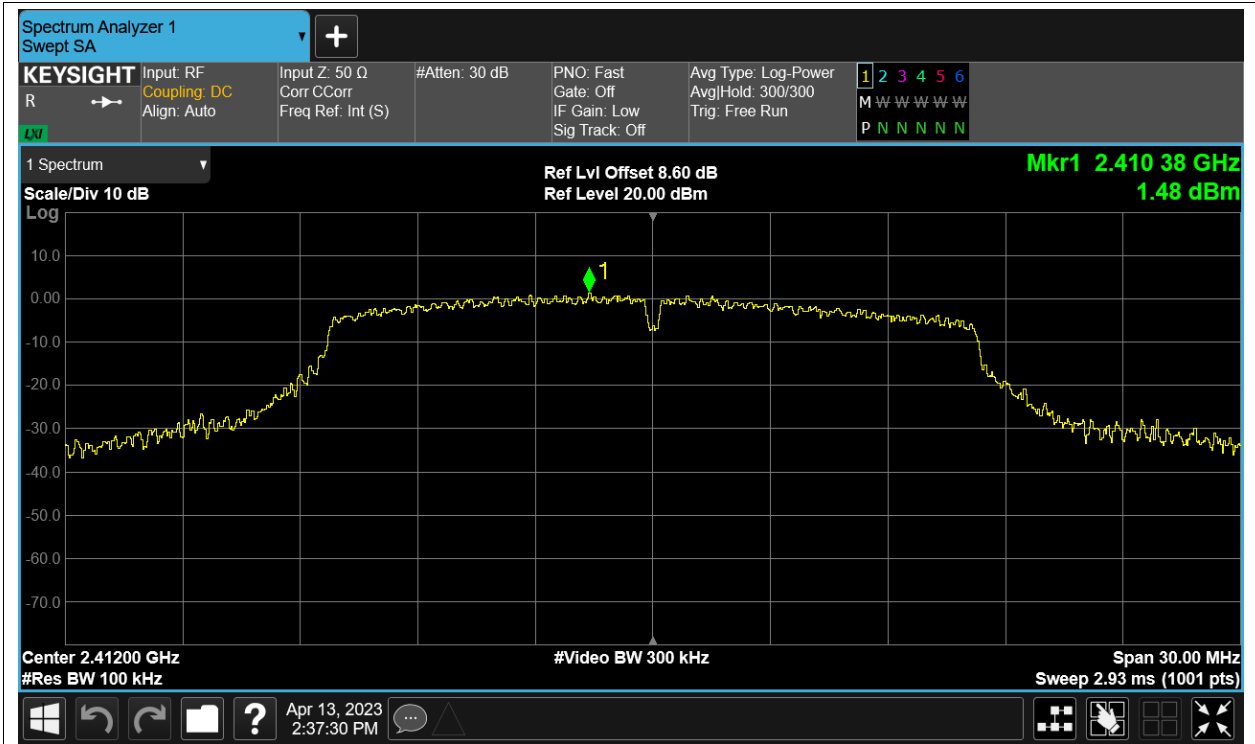 Spectrum Analyzer 1
Swept SA
KEYSIGHT
R
LXI
Input: RF
Coupling: DC
Align: Auto
Input Z: 50 Ω
Corr CCorr
Freq Ref: Int (S)
#Atten: 30 dB
PNO: Fast
Gate: Off
IF Gain: Low
Sig Track: Off
Avg Type: Log-Power
Avg|Hold: 300/300
Trig: Free Run
1 2 3 4 5 6
M W W W W W
P N N N N N
1 Spectrum
Scale/Div 10 dB
Log
Ref Lvl Offset 8.60 dB
Ref Level 20.00 dBm
Mkr1 2.410 38 GHz
1.48 dBm
1
10.0
0.00
-10.0
-20.0
-30.0
-40.0
-50.0
-60.0
-70.0
Center 2.41200 GHz
#Res BW 100 kHz
#Video BW 300 kHz
Span 30.00 MHz
Sweep 2.93 ms (1001 pts)
?
Apr 13, 2023
2:37:30 PM